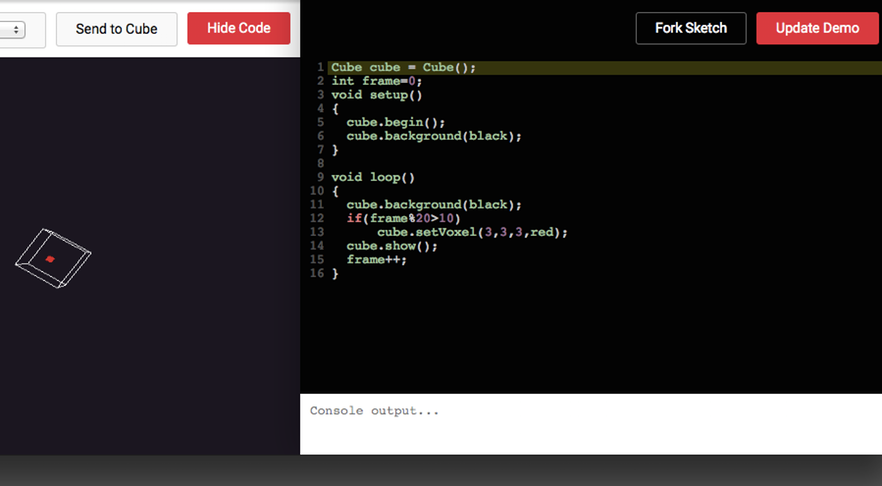 Send to Cube
Hide Code
Fork Sketch
Update Demo
1 Cube cube = Cube();
2 int frame=0;
3 void setup()
4 {
5   cube.begin();
6   cube.background(black);
7 }
8
9 void loop()
10 {
11   cube.background(black);
12   if(frame%20>10)
13       cube.setVoxel(3,3,3,red);
14   cube.show();
15   frame++;
16 }
Console output...